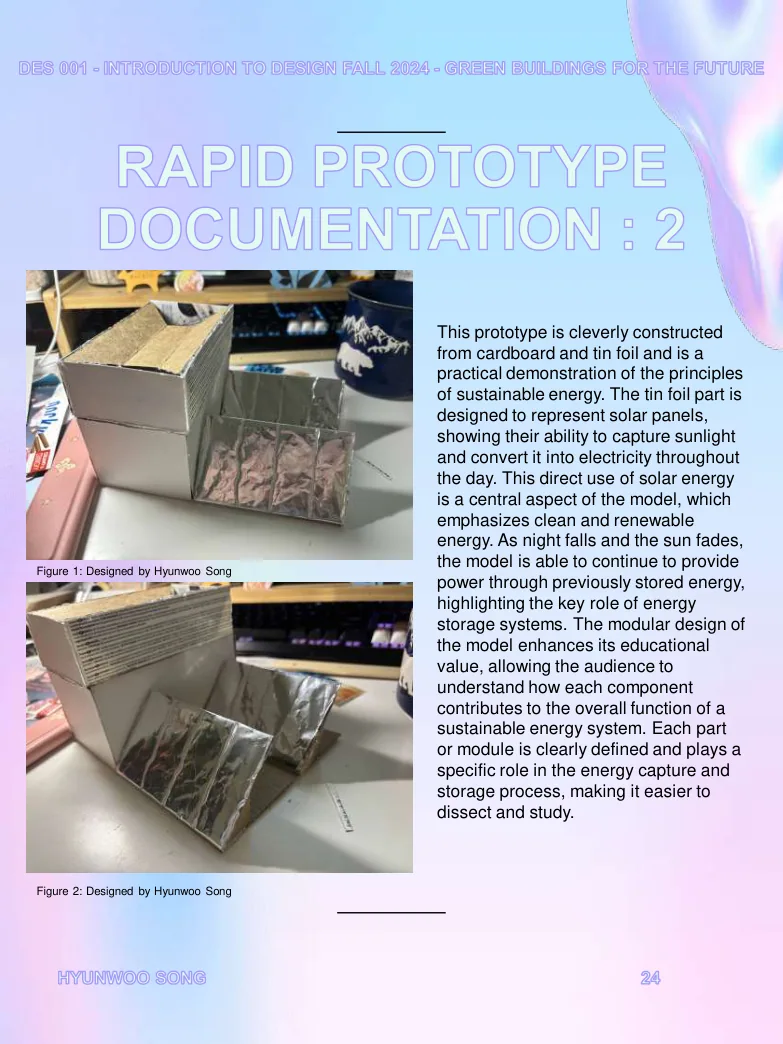 DES 001 - INTRODUCTION TO DESIGN FALL 2024 - GREEN BUILDINGS FOR THE FUTURE
RAPID PROTOTYPE
DOCUMENTATION : 2
Figure 1: Designed by Hyunwoo Song
Figure 2: Designed by Hyunwoo Song
This prototype is cleverly constructed
from cardboard and tin foil and is a
practical demonstration of the principles
of sustainable energy. The tin foil part is
designed to represent solar panels,
showing their ability to capture sunlight
and convert it into electricity throughout
the day. This direct use of solar energy
is a central aspect of the model, which
emphasizes clean and renewable
energy. As night falls and the sun fades,
the model is able to continue to provide
power through previously stored energy,
highlighting the key role of energy
storage systems. The modular design of
the model enhances its educational
value, allowing the audience to
understand how each component
contributes to the overall function of a
sustainable energy system. Each part
or module is clearly defined and plays a
specific role in the energy capture and
storage process, making it easier to
dissect and study.
HYUNWOO SONG
24